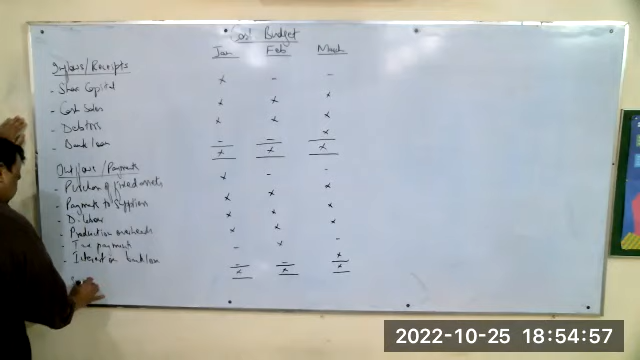 Cash Budget
Jan Feb March
Inflows/Receipts
- Share Capital x - -
- Cash Sales x x x
- Debtors x x x
- Bank loan - - x
x x x
Outflows/Payments
- Purchase of fixed assets x - -
- Payments to suppliers x x x
- D. labour x x x
- Production overheads x x x
- Tax payment - x -
- Interest on bank loan - - x
x x x
2022-10-25 18:54:57